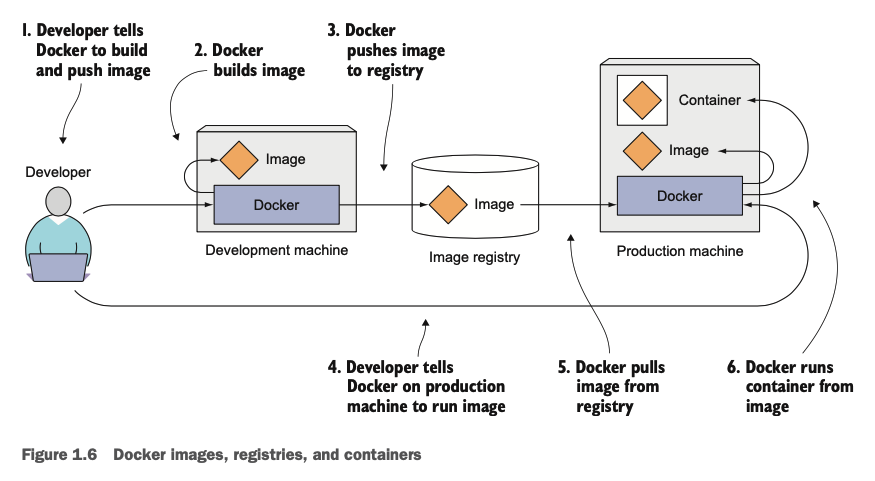 1. Developer tells
Docker to build
and push image
2. Docker
builds image
3. Docker
pushes image
to registry
Developer
Image
Docker
Development machine
Image
Image registry
Container
Image
Docker
Production machine
4. Developer tells
Docker on production
machine to run image
5. Docker pulls
image from
registry
6. Docker runs
container from
image
Figure 1.6 Docker images, registries, and containers